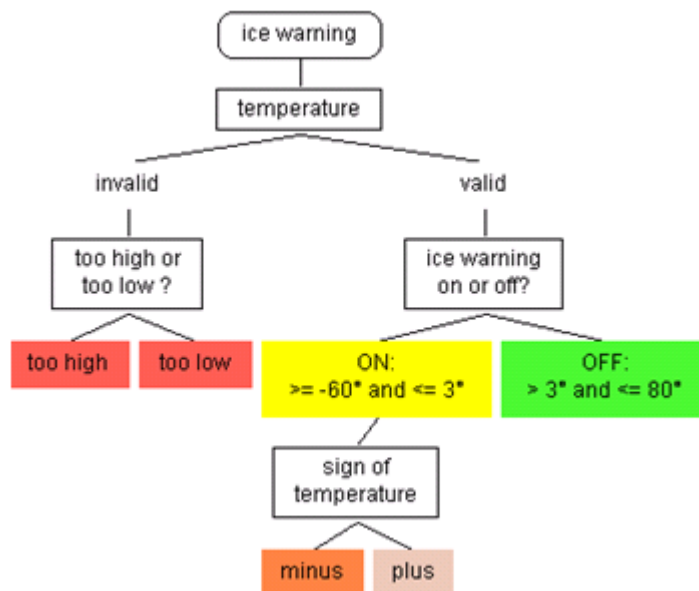 ice warning
temperature
invalid
valid
too high or
too low ?
ice warning
on or off?
too high
too low
ON:
>= -60° and <= 3°
OFF:
> 3° and <= 80°
sign of
temperature
minus
plus